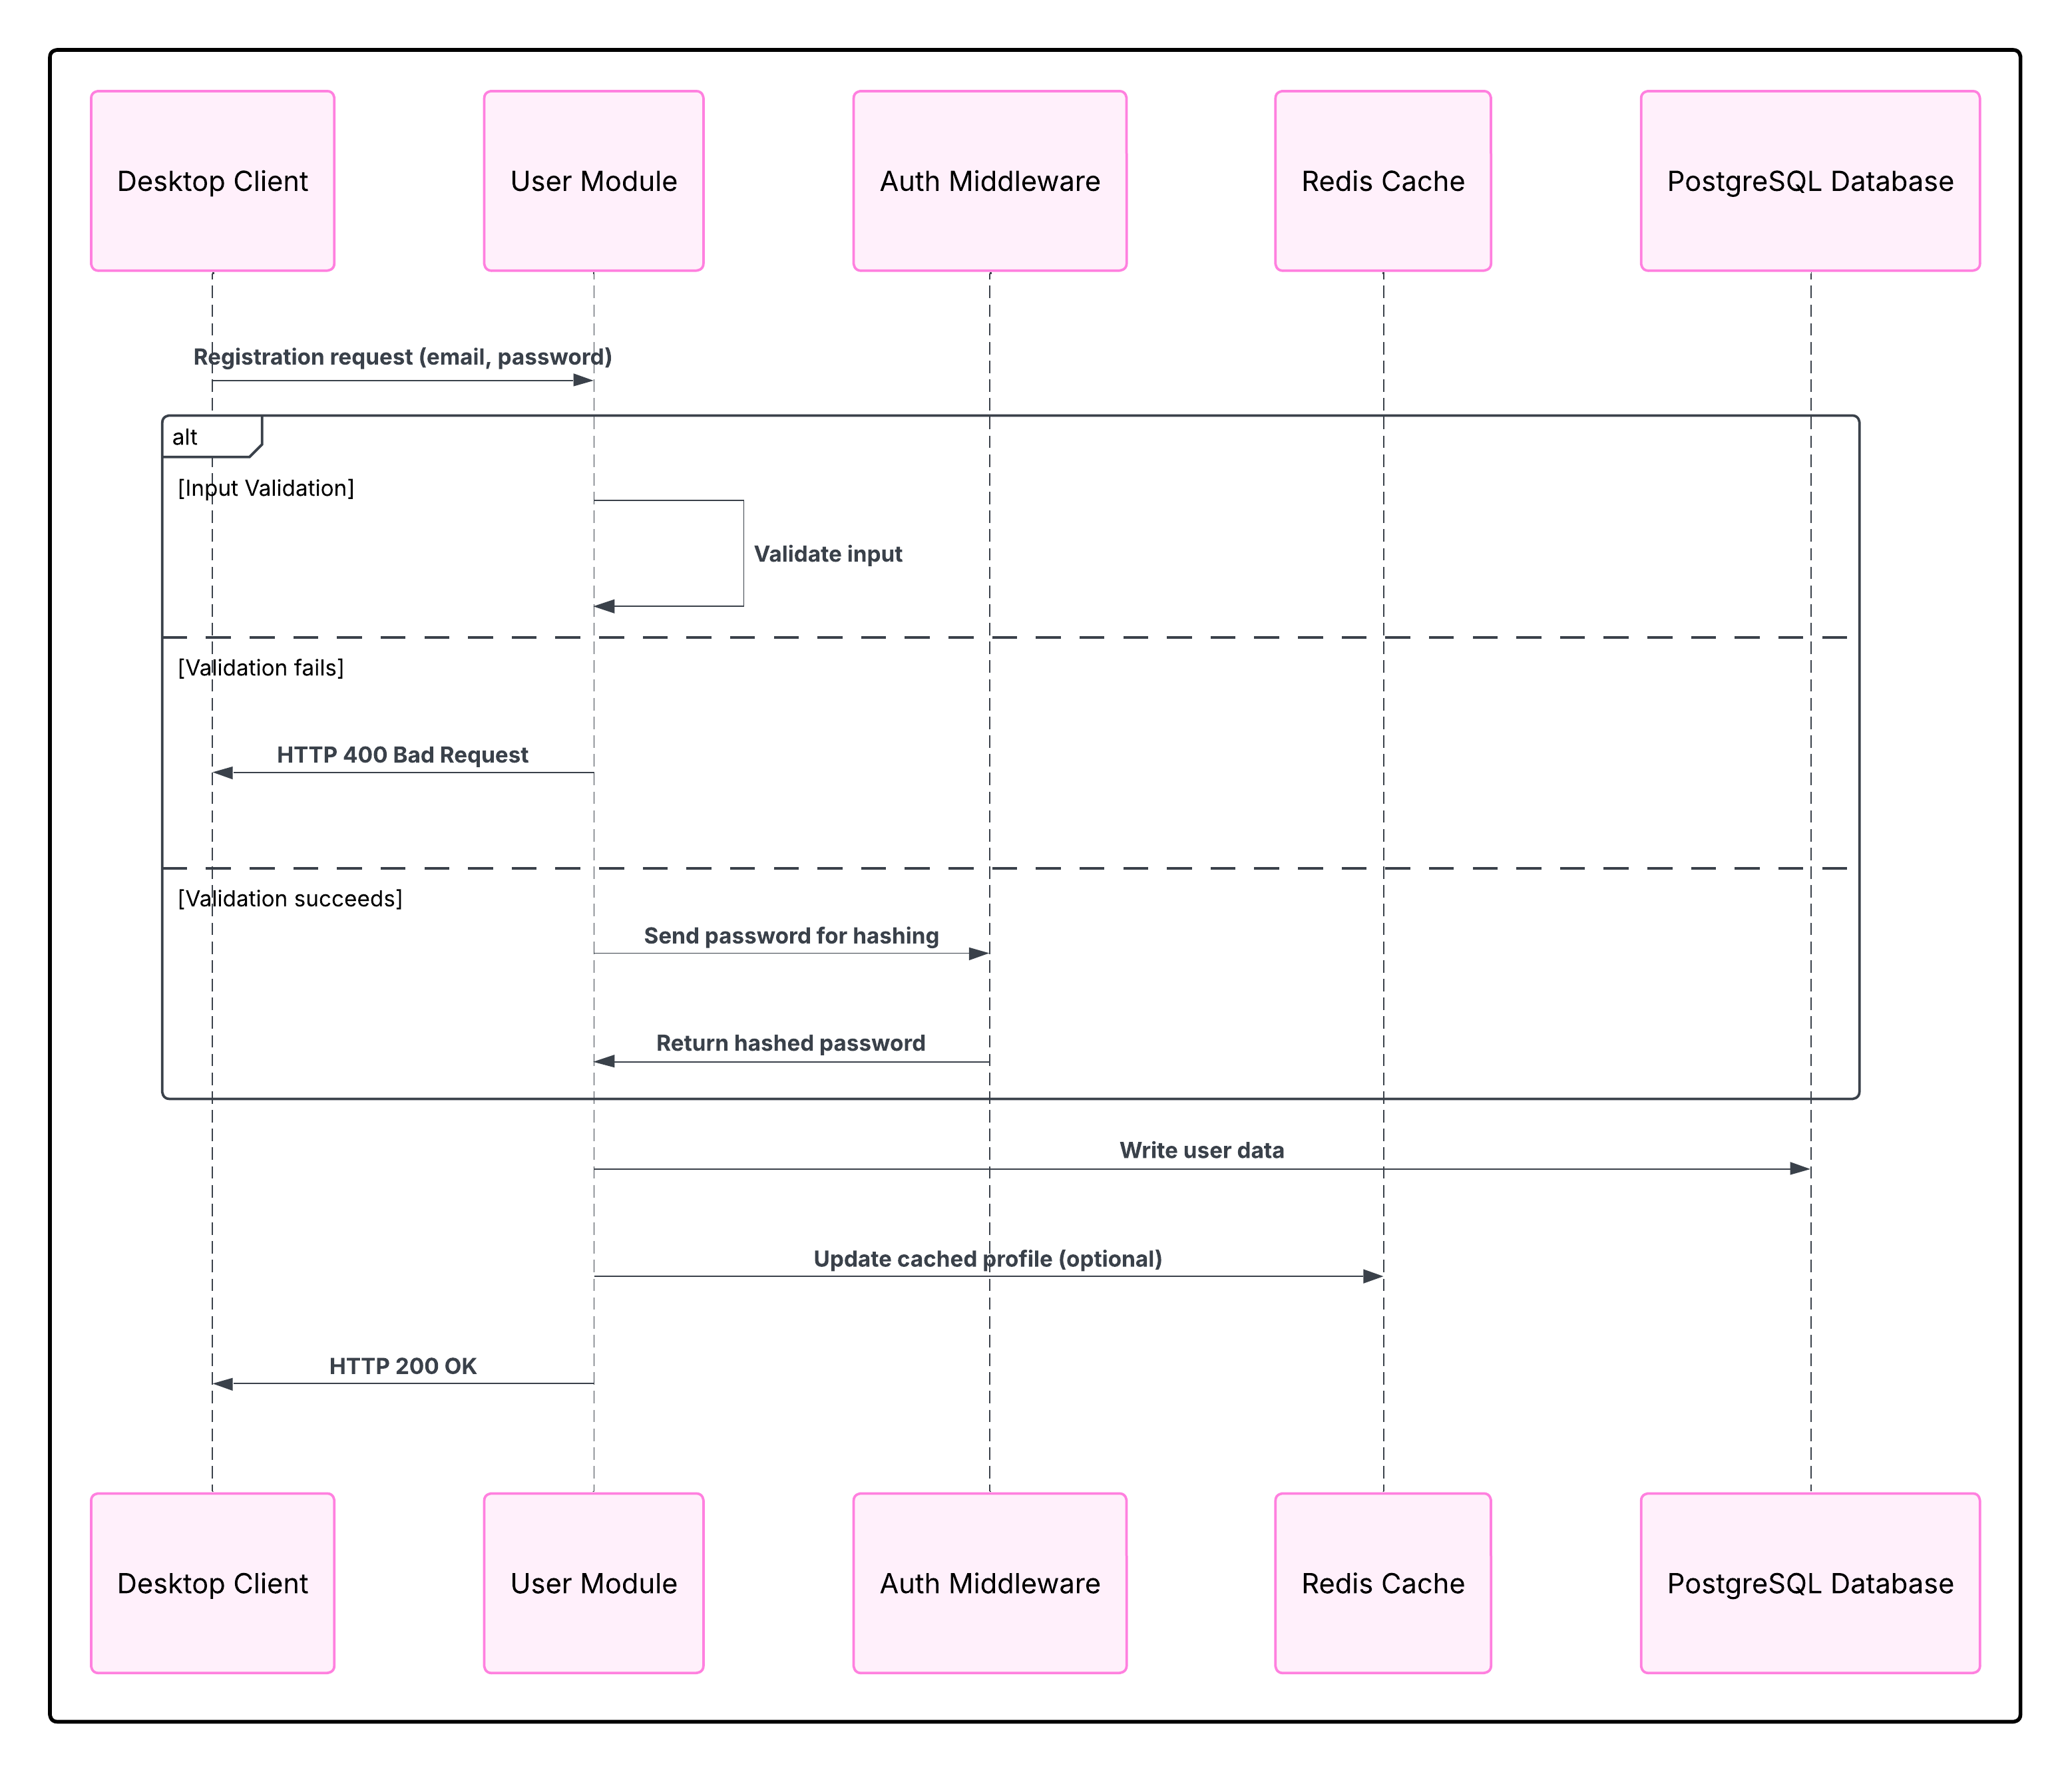 Desktop Client
User Module
Auth Middleware
Redis Cache
PostgreSQL Database
Registration request (email, password)
alt
[Input Validation]
Validate input
[Validation fails]
HTTP 400 Bad Request
[Validation succeeds]
Send password for hashing
Return hashed password
Write user data
Update cached profile (optional)
HTTP 200 OK
Desktop Client
User Module
Auth Middleware
Redis Cache
PostgreSQL Database